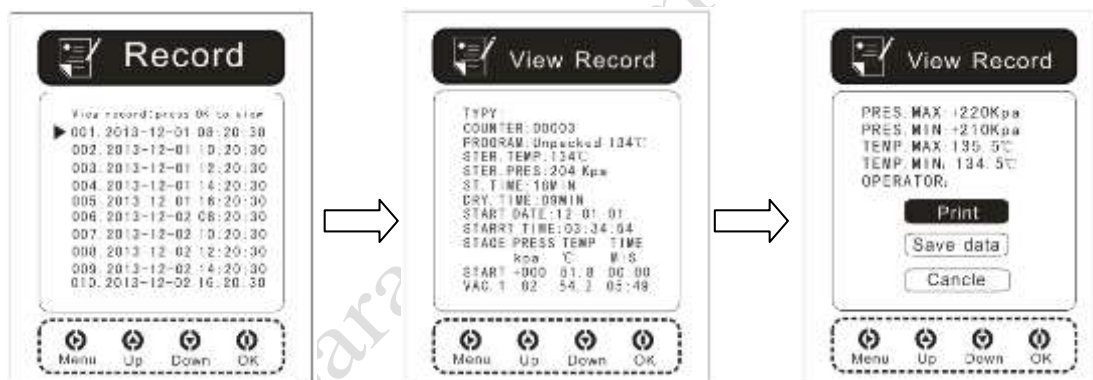 Record
View record:press OK to view
001. 2013-12-01 08:20:30
002. 2013-12-01 10:20:30
003. 2013-12-01 12:20:30
004. 2013-12-01 14:20:30
005. 2013-12-01 16:20:30
006. 2013-12-02 08:20:30
007. 2013-12-02 10:20:30
008. 2013-12-02 12:20:30
009. 2013-12-02 14:20:30
010. 2013-12-02 16:20:30
Menu Up Down OK
View Record
TYPY
COUNTER:00003
PROGRAM:Unpacked 134℃
STER.TEMP.134℃
STER.PRES:204 Kpa
ST.TIME:16MIN
DRY.TIME:09MIN
START DATE:12-01-01
STARRT TIME:03:34:54
STAGE PRESS TEMP TIME
kpa ℃ M:S
START +000 61.8 00:00
VAC.1 82 54.2 05:49
Menu Up Down OK
View Record
PRES.MAX:+220Kpa
PRES.MIN:+210Kpa
TEMP.MAX:135.5℃
TEMP.MIN:134.5℃
OPERATOR:
Print
Save data
Cancle
Menu Up Down OK